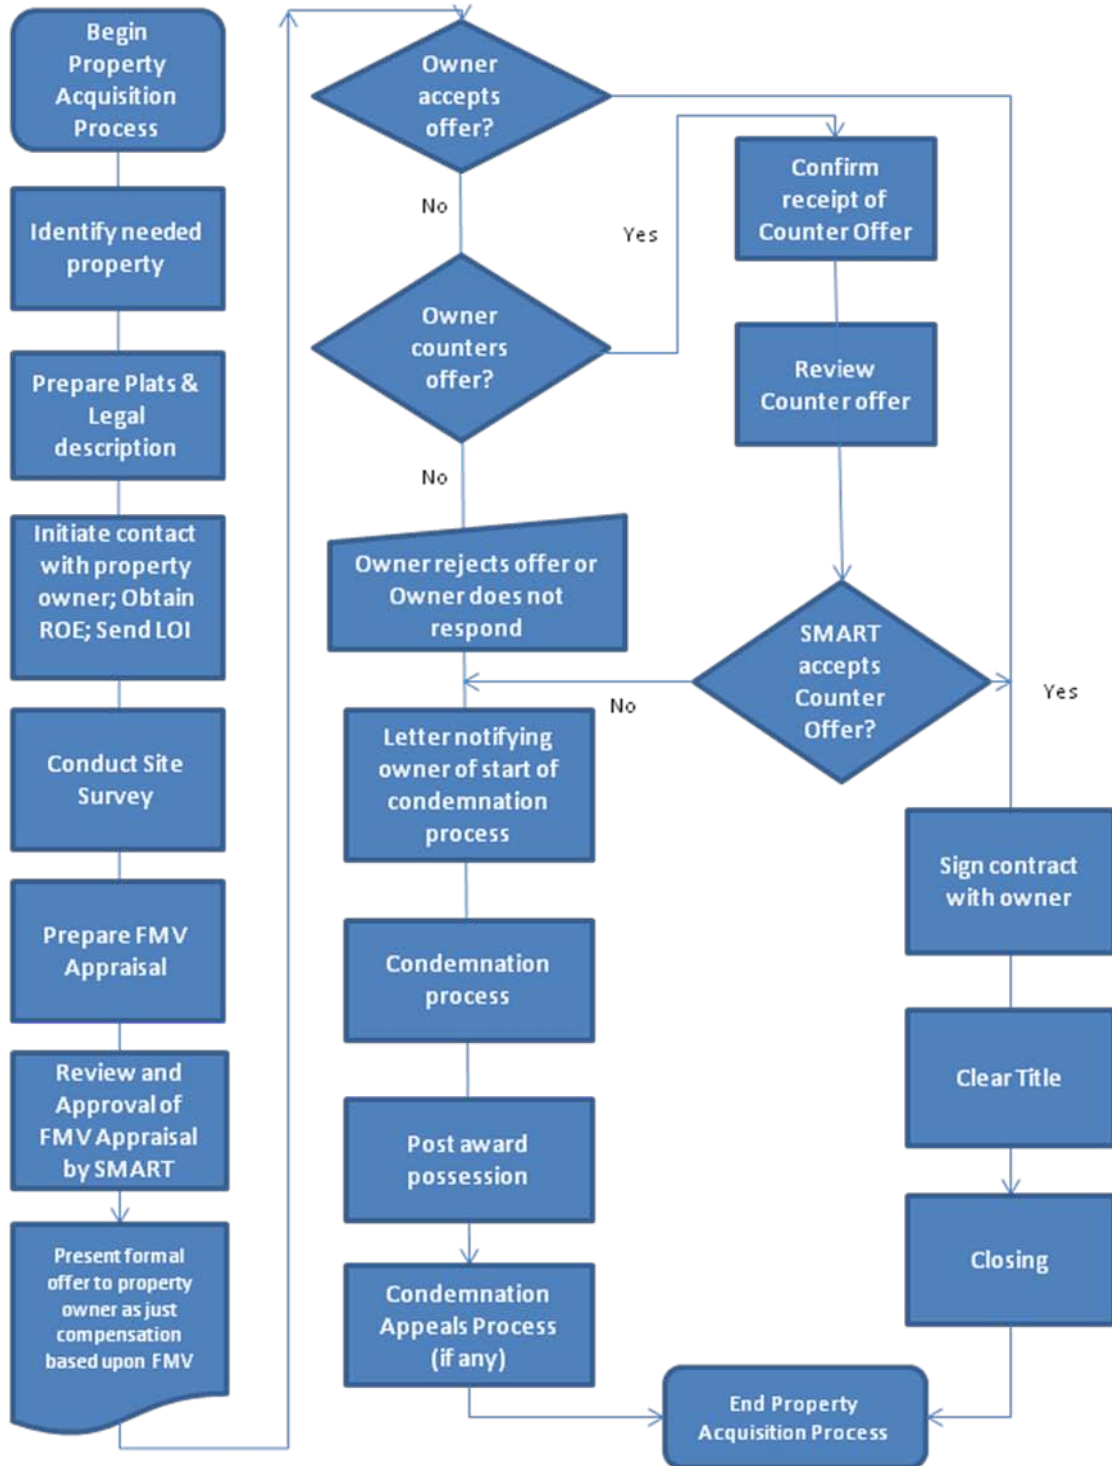 Begin
Property
Acquisition
Process
Identify needed
property
Prepare Plats &
Legal
description
Initiate contact
with property
owner; Obtain
ROE; Send LOI
Conduct Site
Survey
Prepare FMV
Appraisal
Review and
Approval of
FMV Appraisal
by SMART
Present formal
offer to property
owner as just
compensation
based upon FMV
Owner
accepts
offer?
No
Owner
counters
offer?
Yes
No
Confirm
receipt of
Counter Offer
Review
Counter offer
Owner rejects offer or
Owner does not
respond
SMART
accepts
Counter
Offer?
No
Yes
Letter notifying
owner of start of
condemnation
process
Condemnation
process
Post award
possession
Condemnation
Appeals Process
(if any)
Sign contract
with owner
Clear Title
Closing
End Property
Acquisition Process